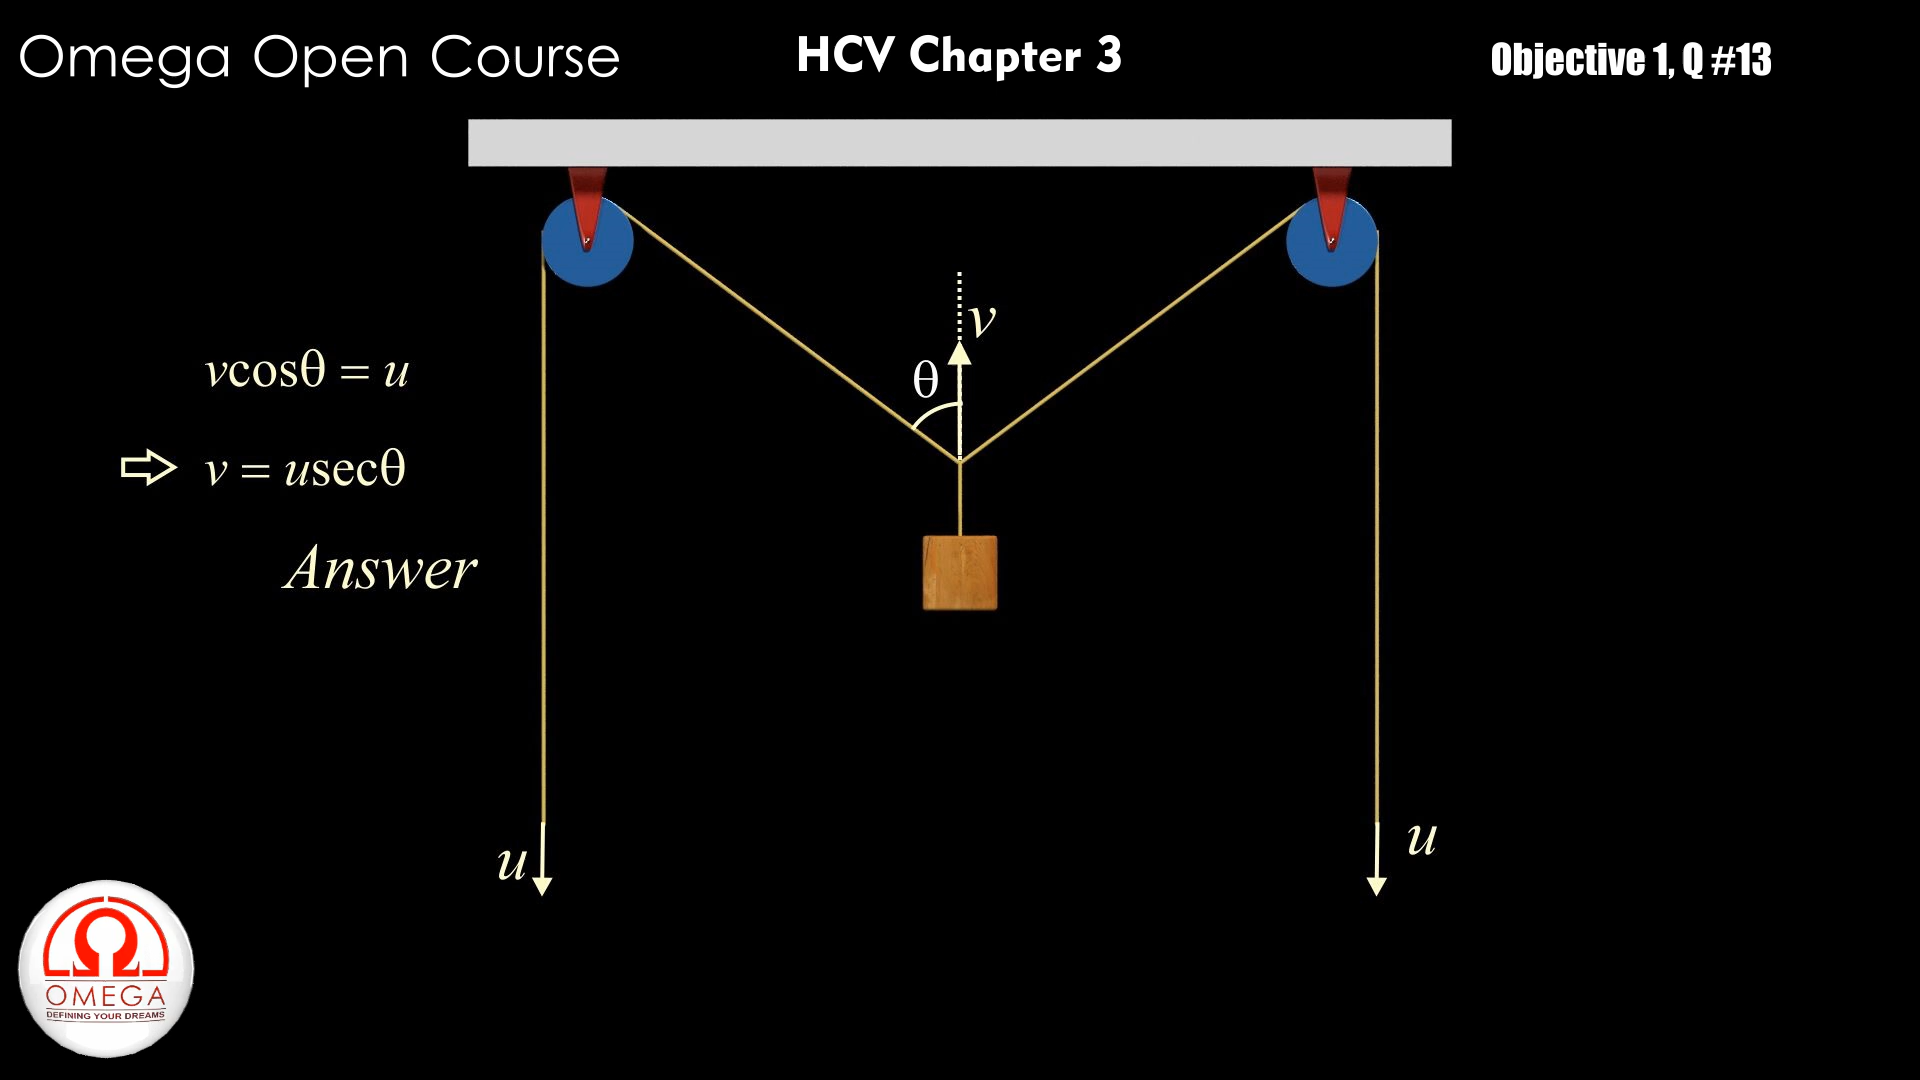 Omega Open Course
HCV Chapter 3
Objective 1, Q #13
v
θ
vcosθ = u
⇨ v = usecθ
Answer
u
u
Ω
OMEGA
DEFINING YOUR DREAMS